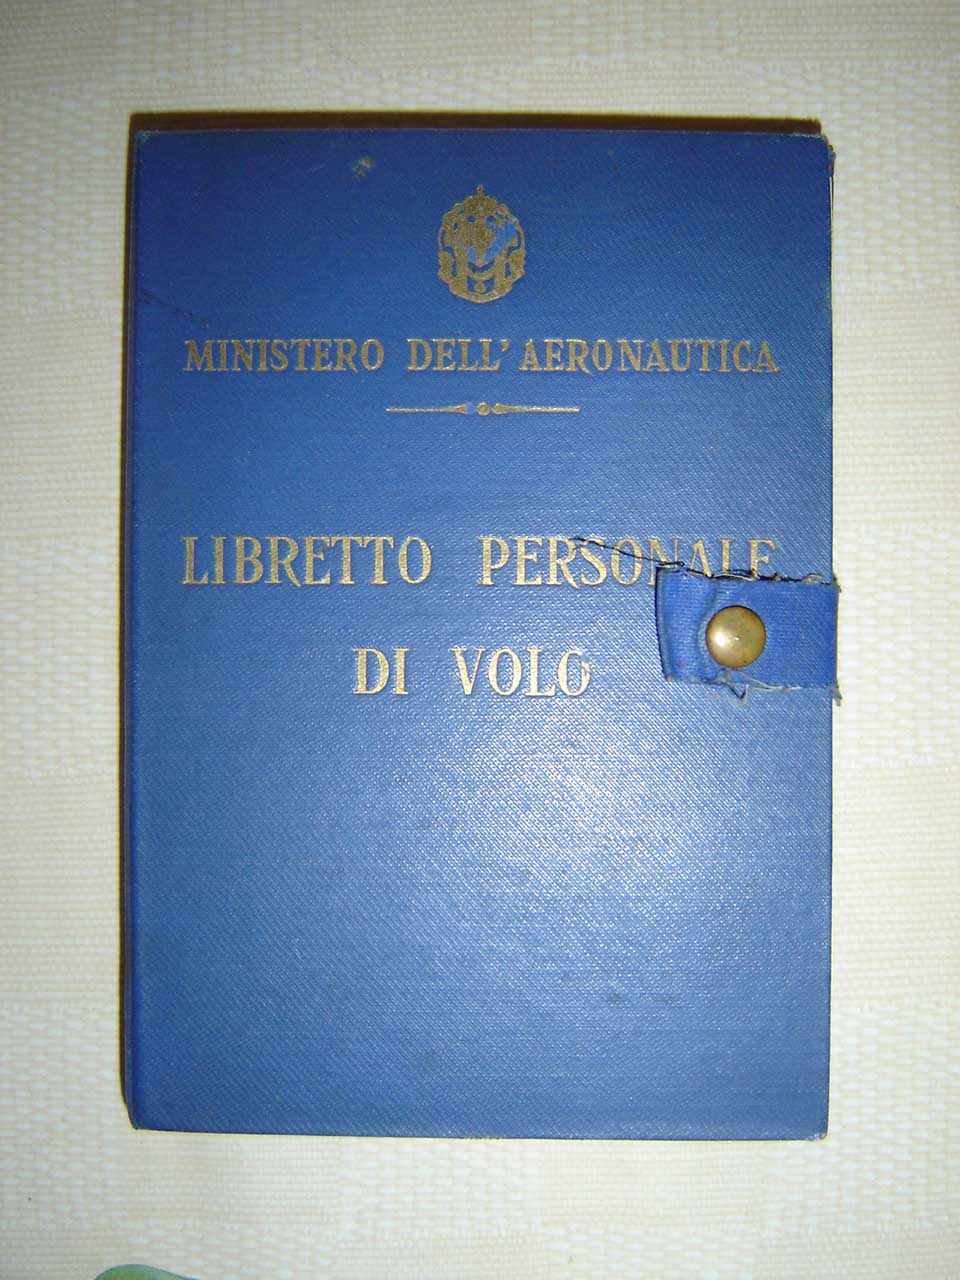 MINISTERO DELL'AERONAUTICA
LIBRETTO PERSONALE
DI VOLO